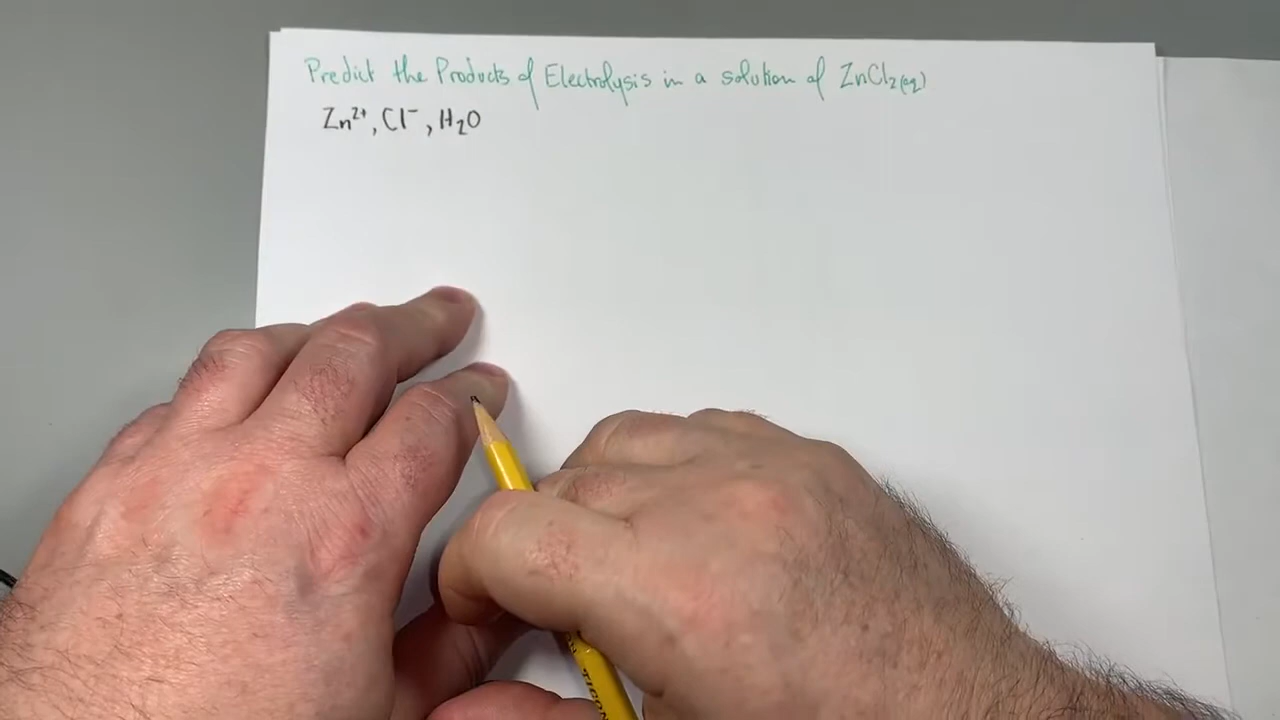 Predict the Products of Electrolysis in a solution of ZnCl₂(aq)
Zn²⁺, Cl⁻, H₂O